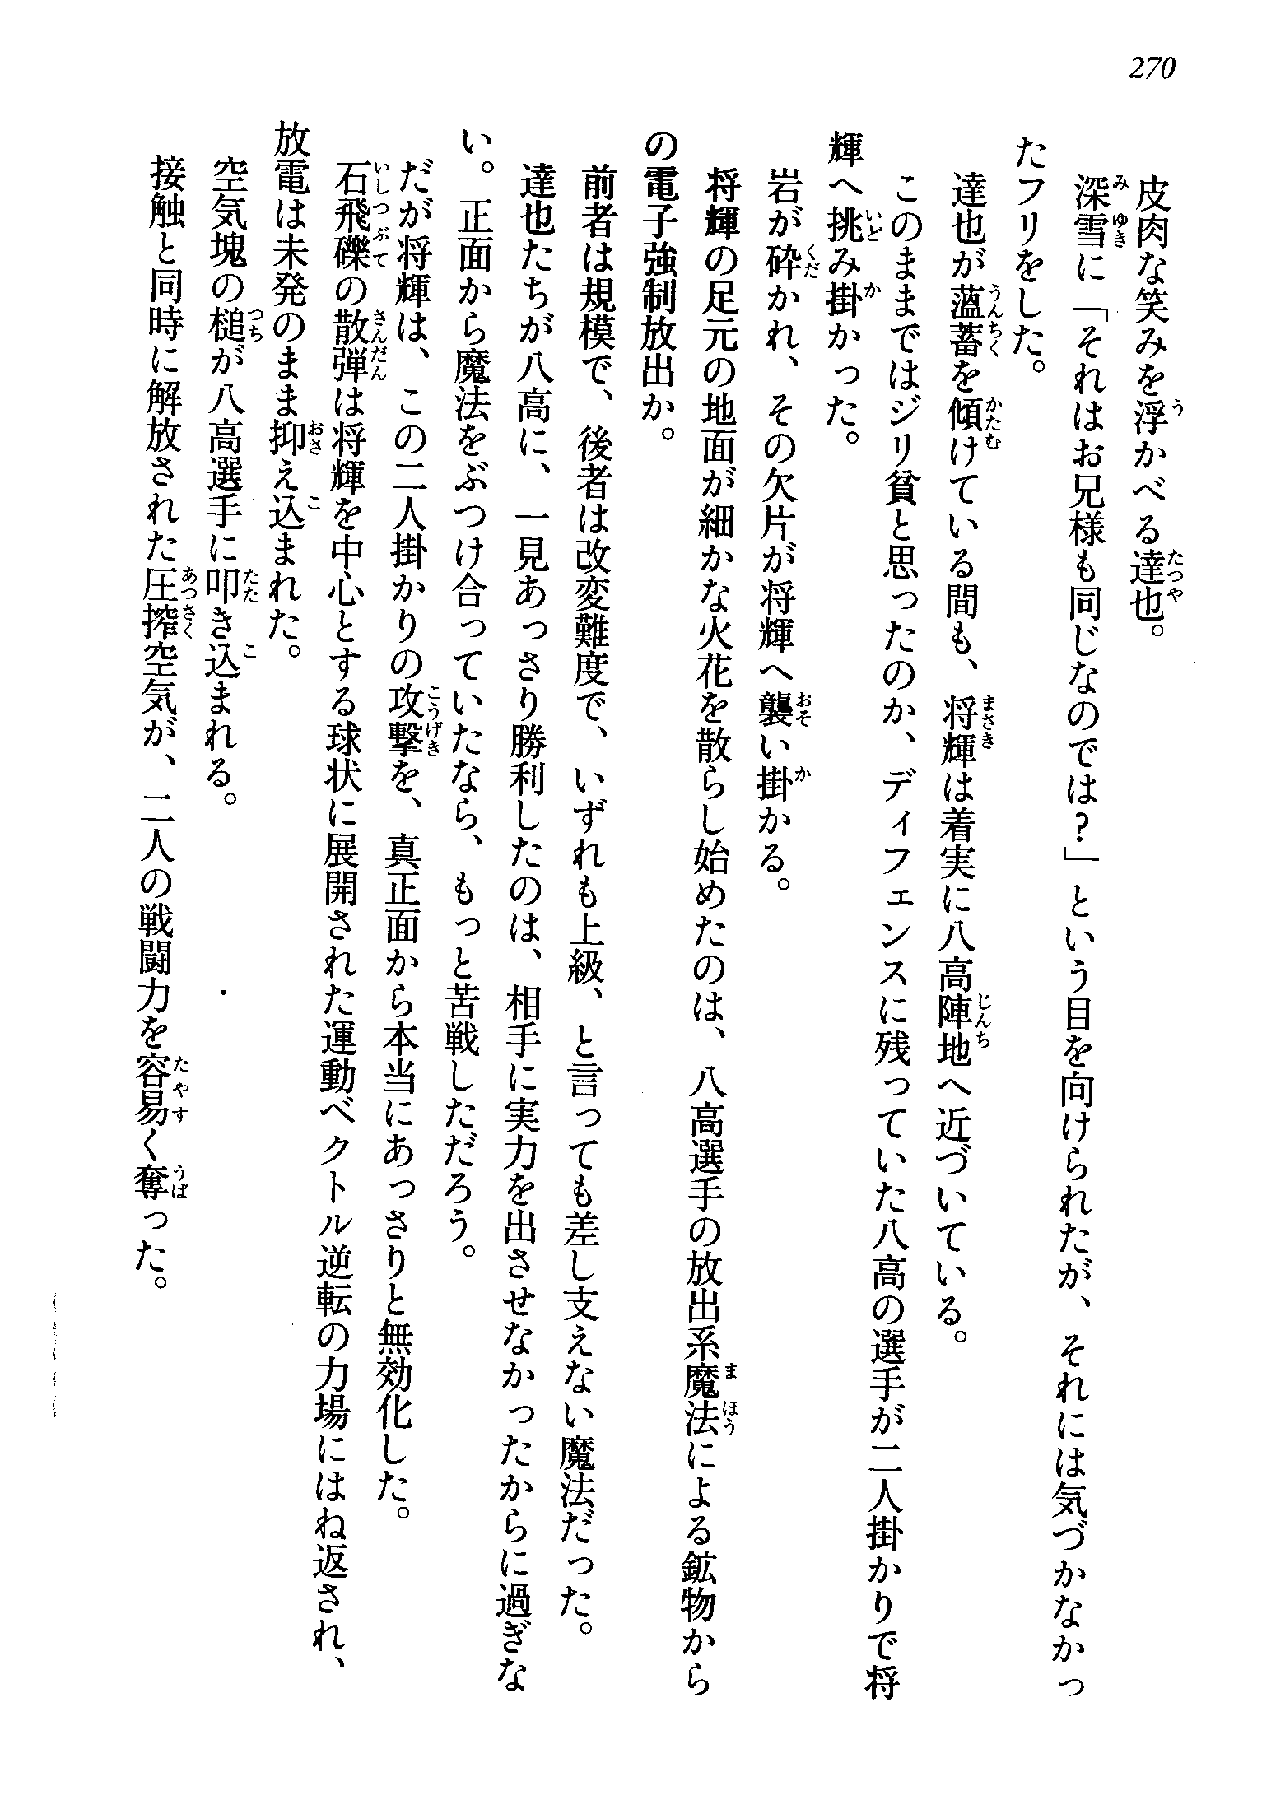 270
皮肉な笑みを浮かべる達也。
深雪に「それはお兄様も同じなのでは？」という目を向けられたが、それには気づかなかっ
たフリをした。
達也が薀蓄を傾けている間も、将輝は着実に八高陣地へ近づいている。
このままではジリ貧と思ったのか、ディフェンスに残っていた八高の選手が二人掛かりで将
輝へ挑み掛かった。
岩が砕かれ、その欠片が将輝へ襲い掛かる。
将輝の足元の地面が細かな火花を散らし始めたのは、八高選手の放出系魔法による鉱物から
の電子強制放出か。
前者は規模で、後者は改変難度で、いずれも上級、と言っても差し支えない魔法だった。
達也たちが八高に、一見あっさり勝利したのは、相手に実力を出させなかったからに過ぎな
い。正面から魔法をぶつけ合っていたなら、もっと苦戦しただろう。
だが将輝は、この二人掛かりの攻撃を、真正面から本当にあっさりと無効化した。
石飛礫の散弾は将輝を中心とする球状に展開された運動ベクトル逆転の力場にはね返され、
放電は未発のまま抑え込まれた。
空気塊の槌が八高選手に叩き込まれる。
接触と同時に解放された圧搾空気が、二人の戦闘力を容易く奪った。